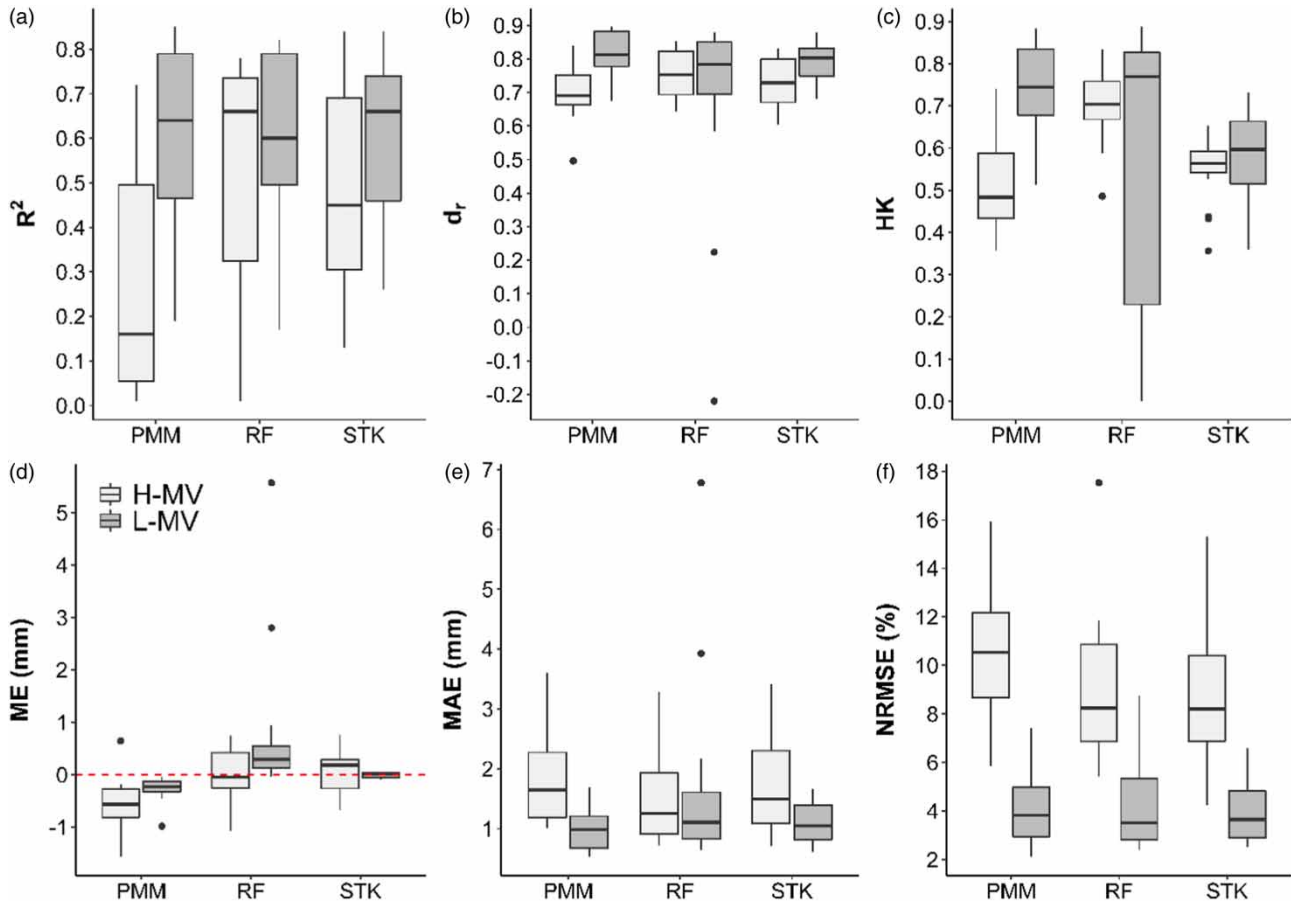 (a)
R²
0.8
0.7
0.6
0.5
0.4
0.3
0.2
0.1
0.0
PMM RF STK
(b)
dr
0.9
0.8
0.7
0.6
0.5
0.4
0.3
0.2
0.1
0.0
-0.1
-0.2
PMM RF STK
(c)
HK
0.9
0.8
0.7
0.6
0.5
0.4
0.3
0.2
0.1
0.0
PMM RF STK
(d)
ME (mm)
H-MV
L-MV
5
4
3
2
1
0
-1
PMM RF STK
(e)
MAE (mm)
7
6
5
4
3
2
1
PMM RF STK
(f)
NRMSE (%)
18
16
14
12
10
8
6
4
2
PMM RF STK